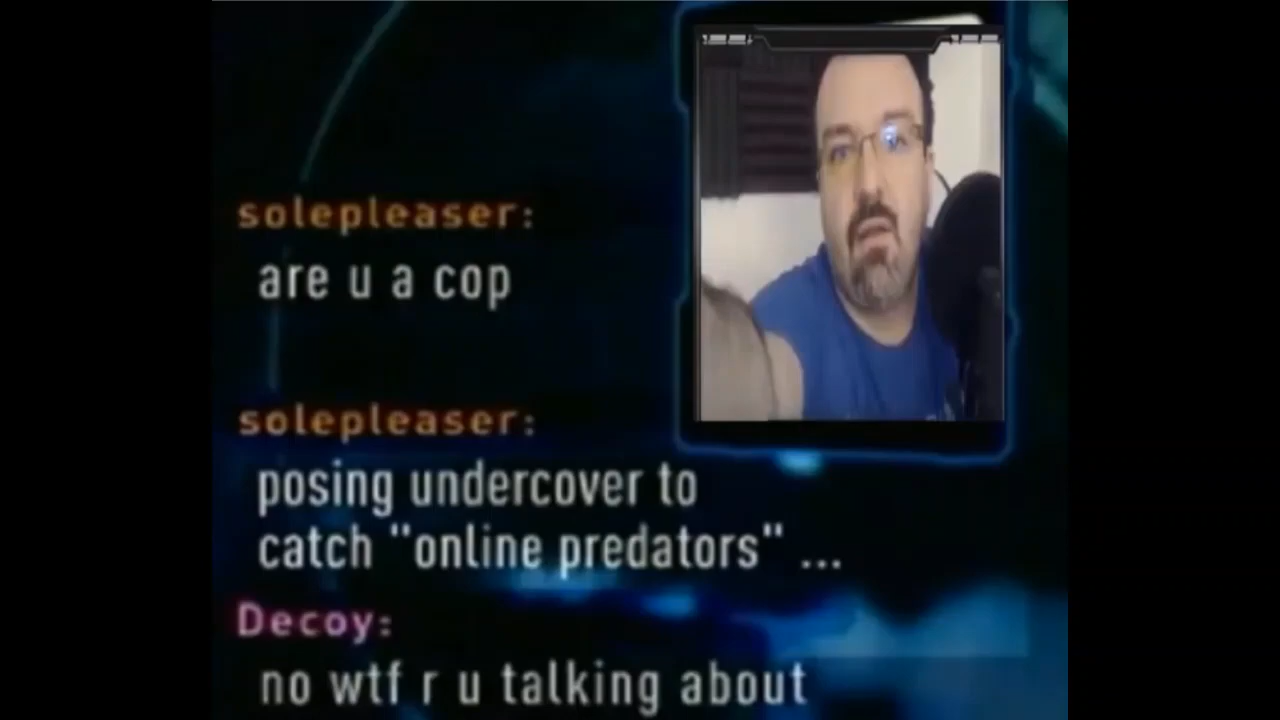 solepleaser:
are u a cop
solepleaser:
posing undercover to
catch "online predators" ...
Decoy:
no wtf r u talking about